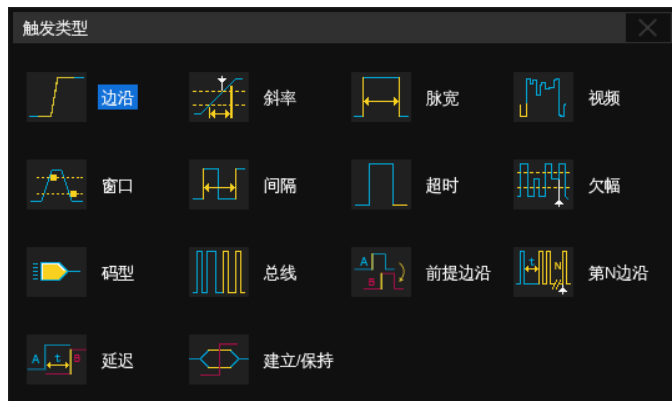 触发类型
边沿 斜率 脉宽 视频
窗口 间隔 超时 欠幅
码型 总线 A B 前提边沿 t N 第N边沿
A t B 延迟 建立/保持